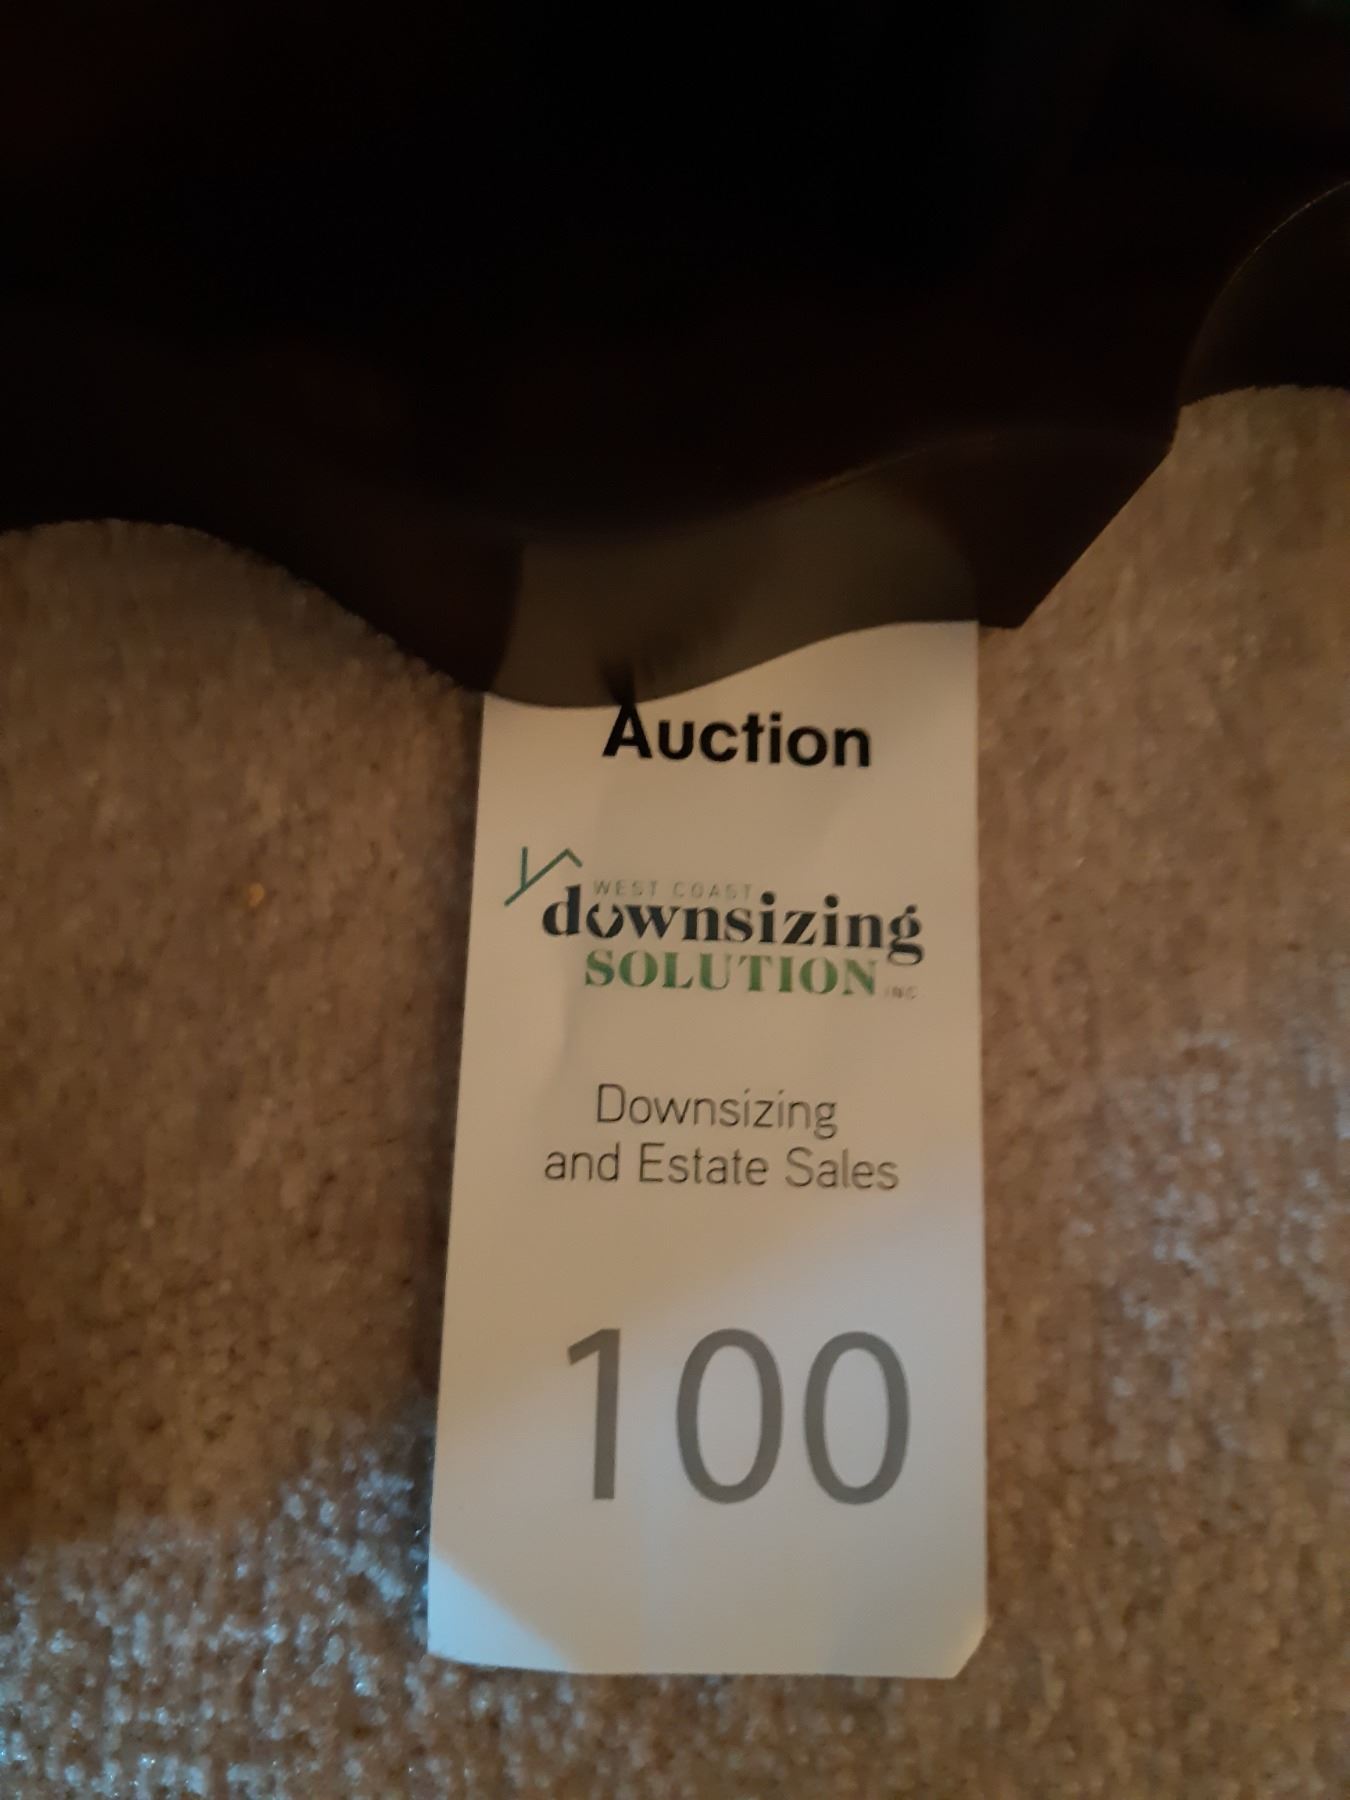 Auction
WEST COAST
downsizing
SOLUTION INC
Downsizing
and Estate Sales
100